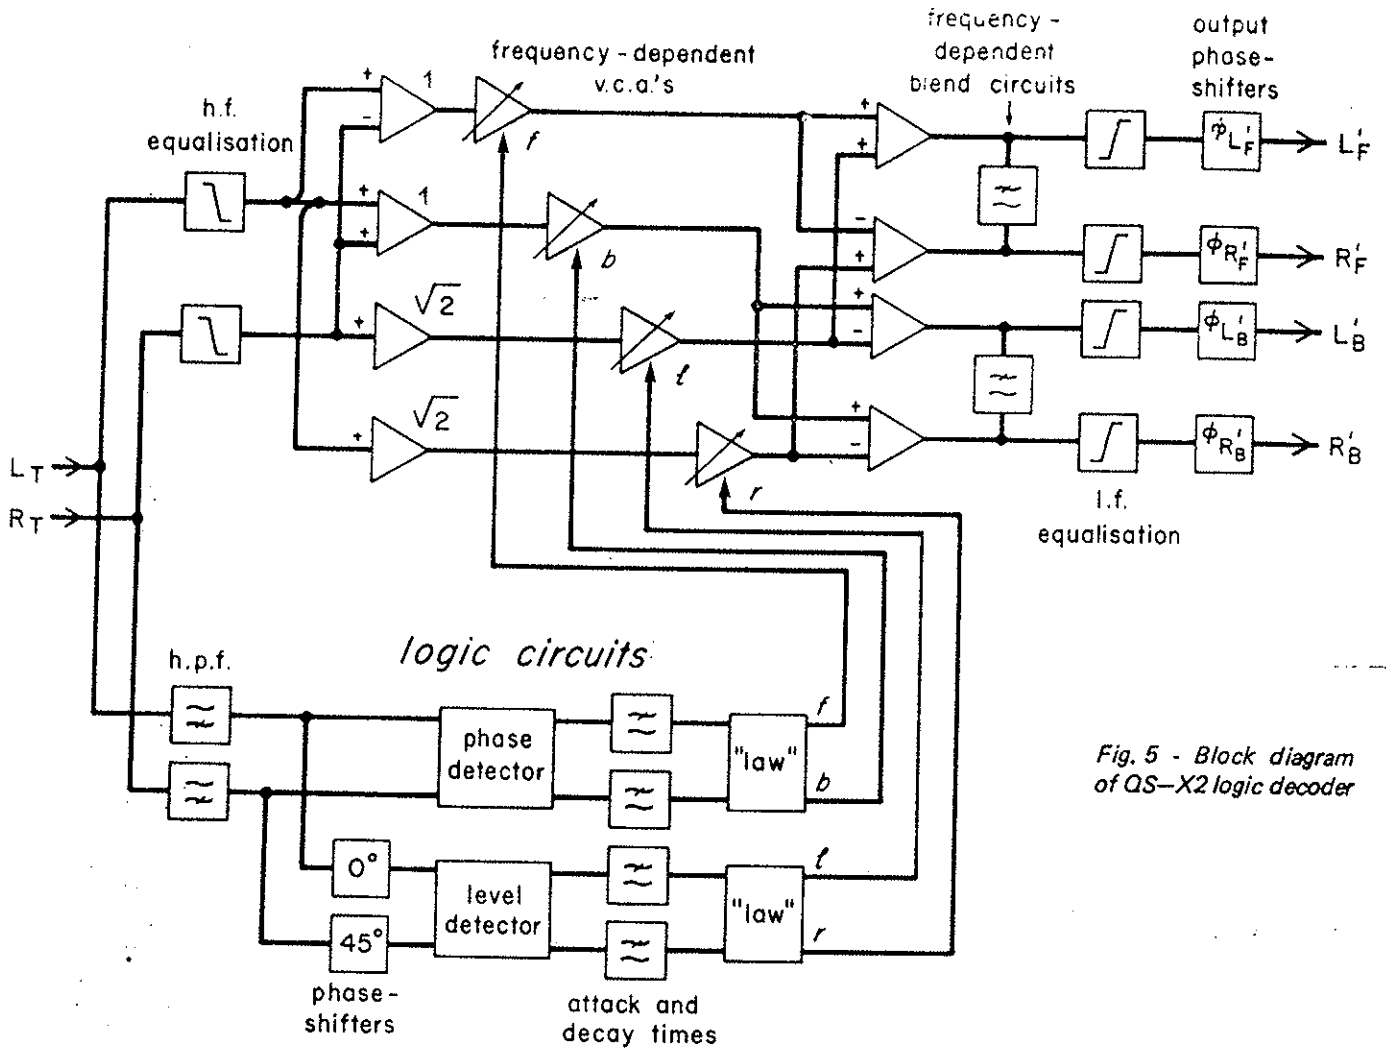 frequency-dependent
v.c.a.'s
frequency-
dependent
blend circuits
output
phase-
shifters
h.f.
equalisation
+
1
-
f
+
+
ϕL'F
L'F
+
1
+
b
-
+
ϕR'F
R'F
√2
+
ℓ
+
-
ϕL'B
L'B
√2
+
r
+
-
ϕR'B
R'B
LT
RT
l.f.
equalisation
logic circuits
h.p.f.
phase
detector
"law"
f
b
Fig. 5 - Block diagram
of QS-X2 logic decoder
0°
45°
level
detector
"law"
ℓ
r
phase-
shifters
attack and
decay times